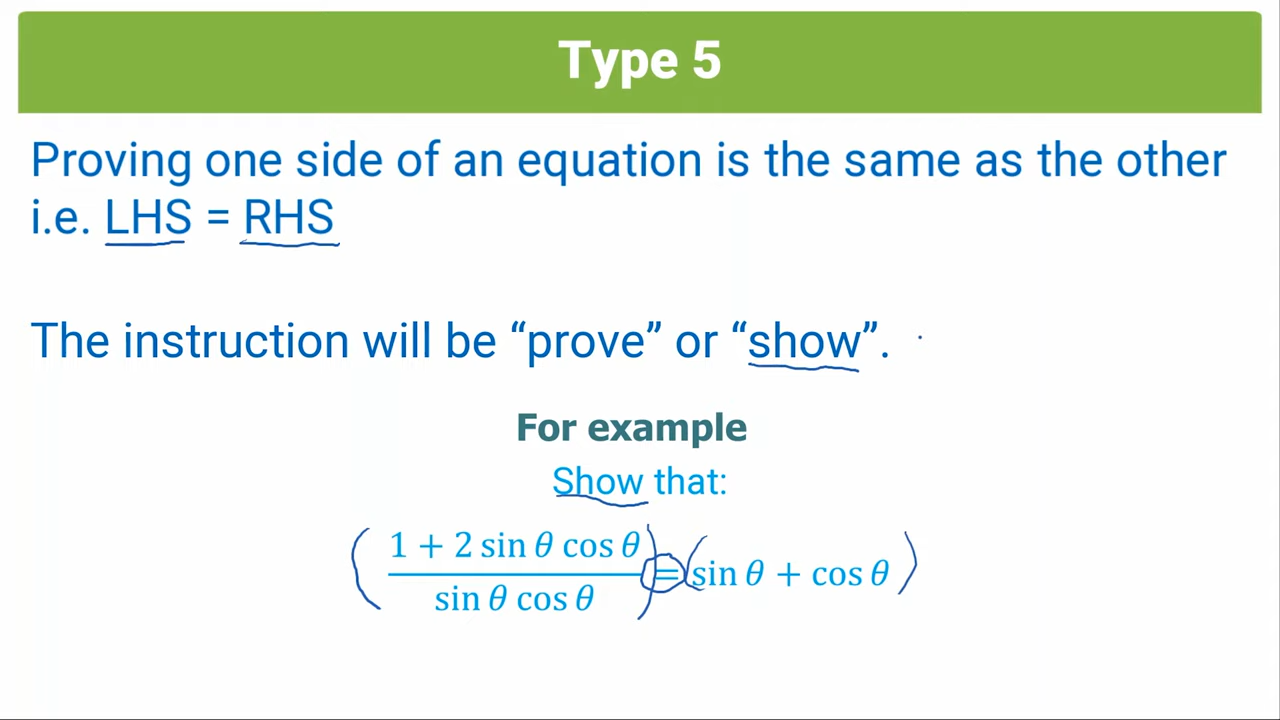 Type 5
Proving one side of an equation is the same as the other
i.e. LHS = RHS
The instruction will be “prove” or “show”.
For example
Show that:
(1 + 2 sin θ cos θ) / (sin θ cos θ) = (sin θ + cos θ)